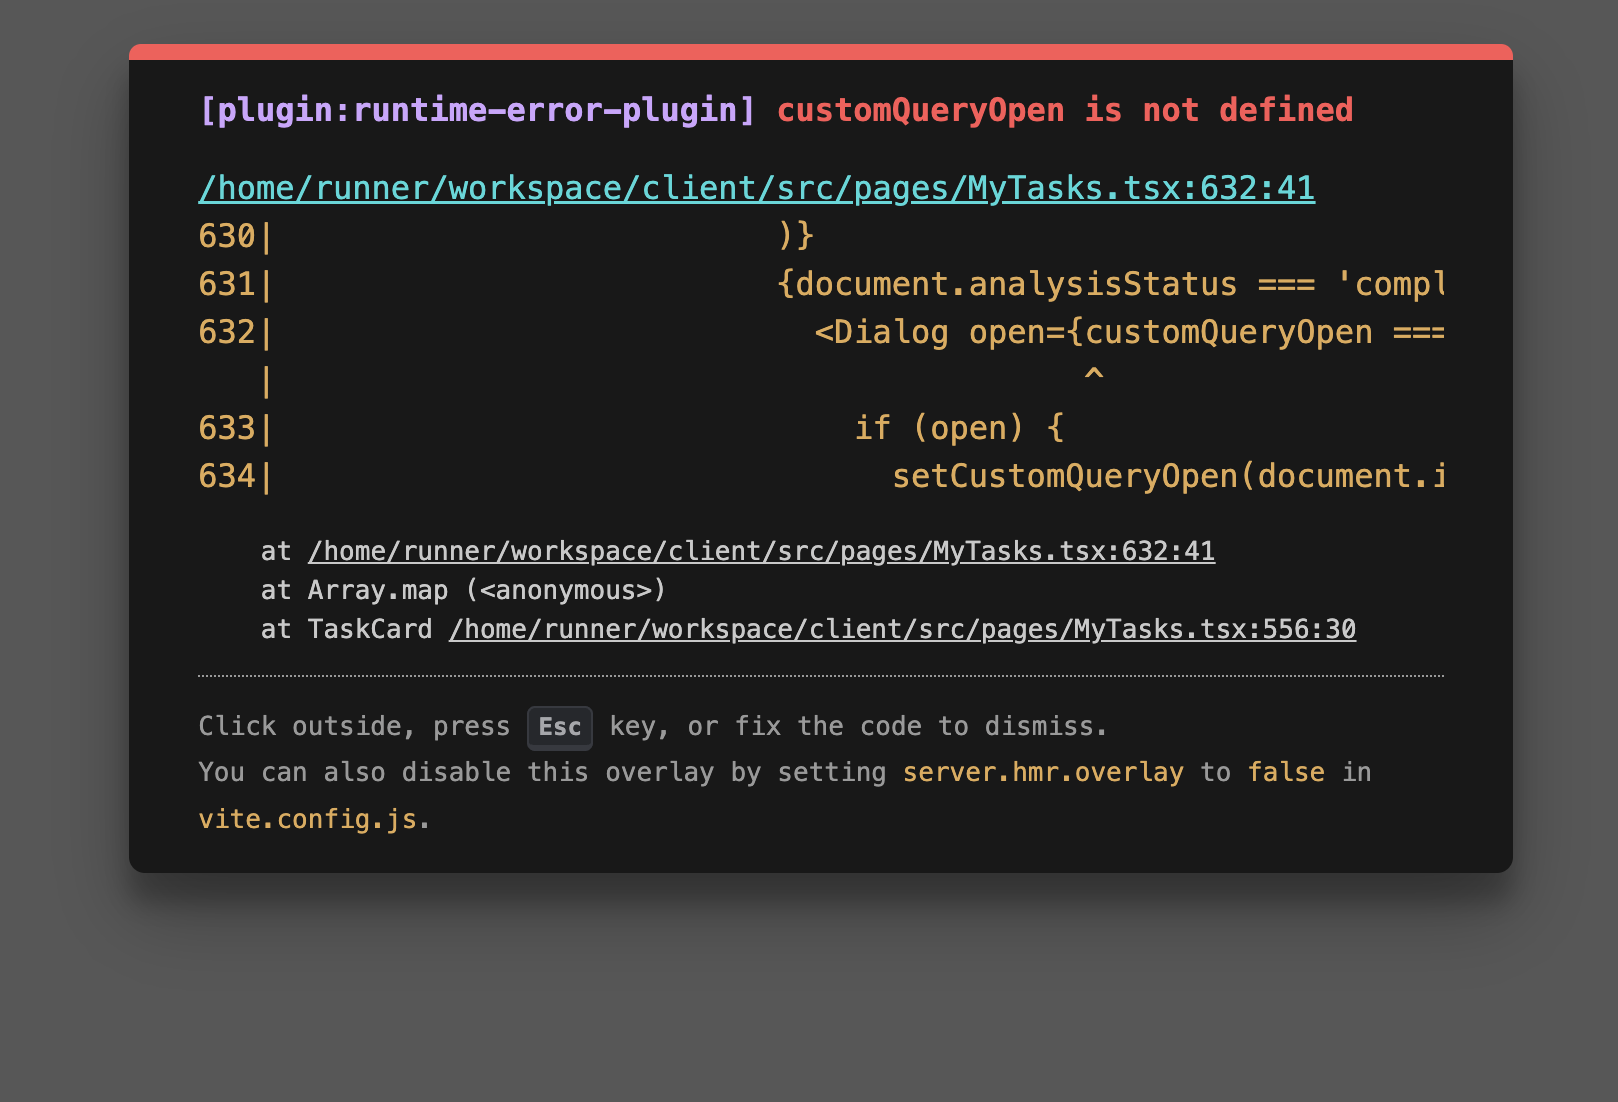 [plugin:runtime-error-plugin] customQueryOpen is not defined
/home/runner/workspace/client/src/pages/MyTasks.tsx:632:41
630|                          )}
631|                          {document.analysisStatus === 'compl
632|                            <Dialog open={customQueryOpen ===
   |                                          ^
633|                              if (open) {
634|                                setCustomQueryOpen(document.i
at /home/runner/workspace/client/src/pages/MyTasks.tsx:632:41
at Array.map (<anonymous>)
at TaskCard /home/runner/workspace/client/src/pages/MyTasks.tsx:556:30
Click outside, press Esc key, or fix the code to dismiss.
You can also disable this overlay by setting server.hmr.overlay to false in
vite.config.js.